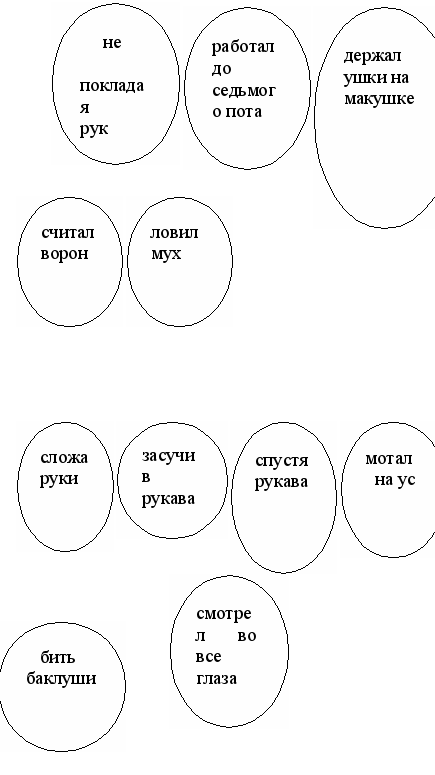 не
поклада
я
рук
работал
до
седьмог
о пота
держал
ушки на
макушке
считал
ворон
ловил
мух
сложа
руки
засучи
в
рукава
спустя
рукава
мотал
на ус
смотре
л во
все
глаза
бить
баклуши